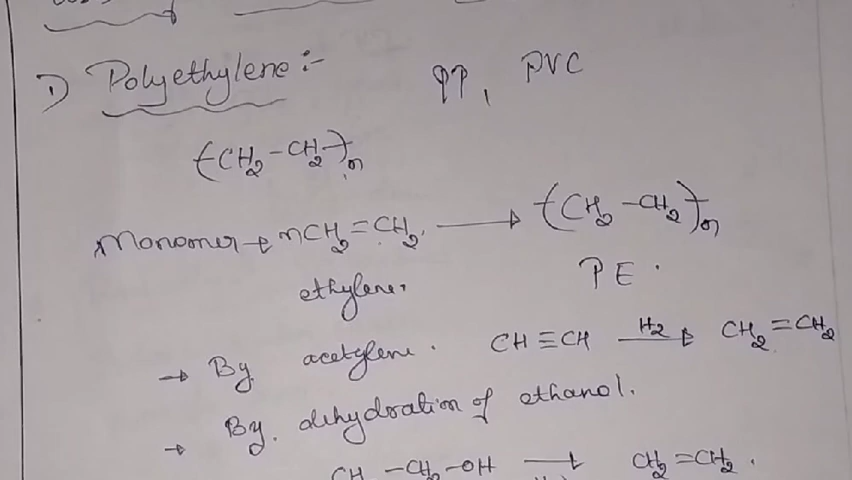 1) Polyethylene :-
PP, PVC
-(CH2-CH2-)n
Monomer → nCH2=CH2. → -(CH2-CH2)n
ethylene. PE.
→ By acetylene. CH≡CH H2→ CH2=CH2
→ By. dehydration of ethanol.
CH -CH2-OH → CH2=CH2.